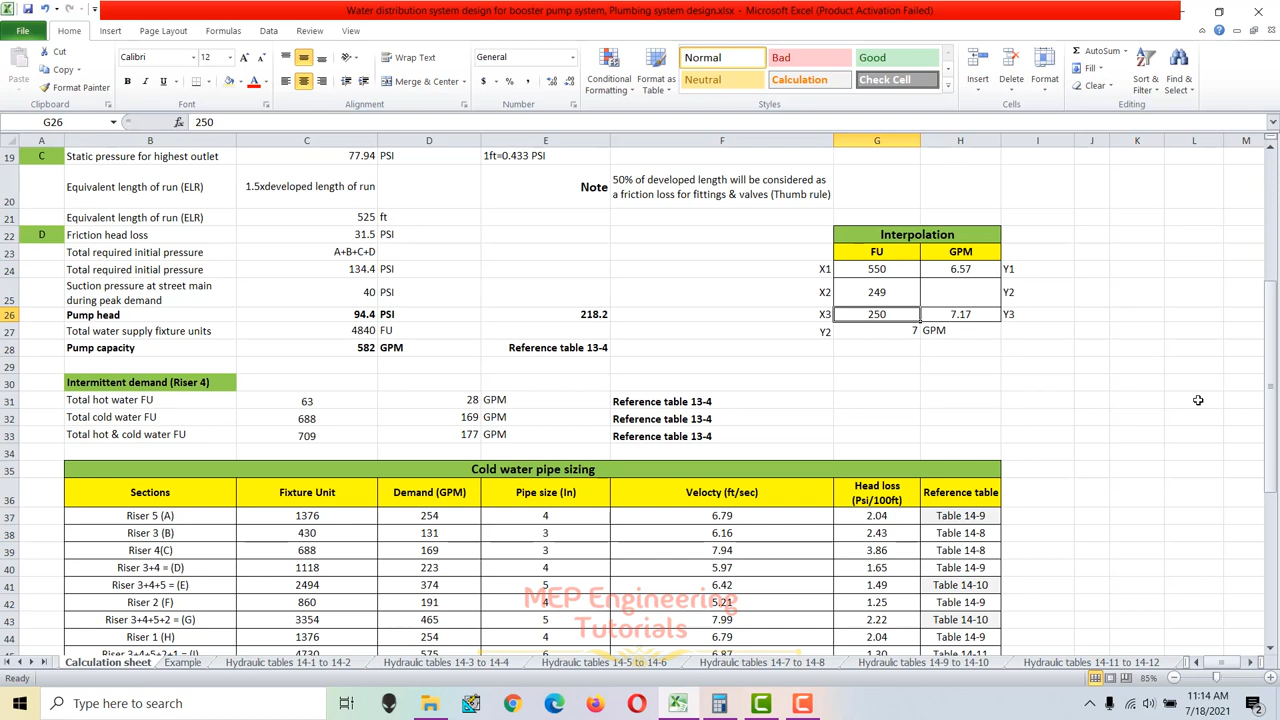 Water distribution system design for booster pump system, Plumbing system design.xlsx - Microsoft Excel (Product Activation Failed)
File Home Insert Page Layout Formulas Data Review View
Cut
Copy
Format Painter
Paste
Clipboard
Calibri 12
B I U
Font
Wrap Text
Merge & Center
Alignment
General
$ % ,
Number
Conditional Formatting
Format as Table
Normal Bad Good
Neutral Calculation Check Cell
Styles
Insert Delete Format
Cells
AutoSum
Fill
Clear
Sort & Filter
Find & Select
Editing
G26 fx 250
A B C D E F G H I J K L M
19 C Static pressure for highest outlet 77.94 PSI 1ft=0.433 PSI
20 Equivalent length of run (ELR) 1.5xdeveloped length of run Note 50% of developed length will be considered as
a friction loss for fittings & valves (Thumb rule)
21 Equivalent length of run (ELR) 525 ft
22 D Friction head loss 31.5 PSI Interpolation
23 Total required initial pressure A+B+C+D FU GPM
24 Total required initial pressure 134.4 PSI X1 550 6.57 Y1
25 Suction pressure at street main
during peak demand 40 PSI X2 249 Y2
26 Pump head 94.4 PSI 218.2 X3 250 7.17 Y3
27 Total water supply fixture units 4840 FU Y2 7 GPM
28 Pump capacity 582 GPM Reference table 13-4
29
30 Intermittent demand (Riser 4)
31 Total hot water FU 63 28 GPM Reference table 13-4
32 Total cold water FU 688 169 GPM Reference table 13-4
33 Total hot & cold water FU 709 177 GPM Reference table 13-4
34
35 Cold water pipe sizing
36 Sections Fixture Unit Demand (GPM) Pipe size (In) Velocty (ft/sec) Head loss (Psi/100ft) Reference table
37 Riser 5 (A) 1376 254 4 6.79 2.04 Table 14-9
38 Riser 3 (B) 430 131 3 6.16 2.43 Table 14-8
39 Riser 4(C) 688 169 3 7.94 3.86 Table 14-8
40 Riser 3+4 = (D) 1118 223 4 5.97 1.65 Table 14-9
41 Riser 3+4+5 = (E) 2494 374 5 6.42 1.49 Table 14-10
42 Riser 2 (F) 860 191 4 5.21 1.25 Table 14-9
43 Riser 3+4+5+2 = (G) 3354 465 5 7.99 2.22 Table 14-10
44 Riser 1 (H) 1376 254 4 6.79 2.04 Table 14-9
Riser 3+4+5+2+1 = (I) 4730 575 6 6.87 1.30 Table 14-11
MEP Engineering
Tutorials
Calculation sheet Example Hydraulic tables 14-1 to 14-2 Hydraulic tables 14-3 to 14-4 Hydraulic tables 14-5 to 14-6 Hydraulic tables 14-7 to 14-8 Hydraulic tables 14-9 to 14-10 Hydraulic tables 14-11 to 14-12
Ready 85%
Type here to search
11:14 AM
7/18/2021
2